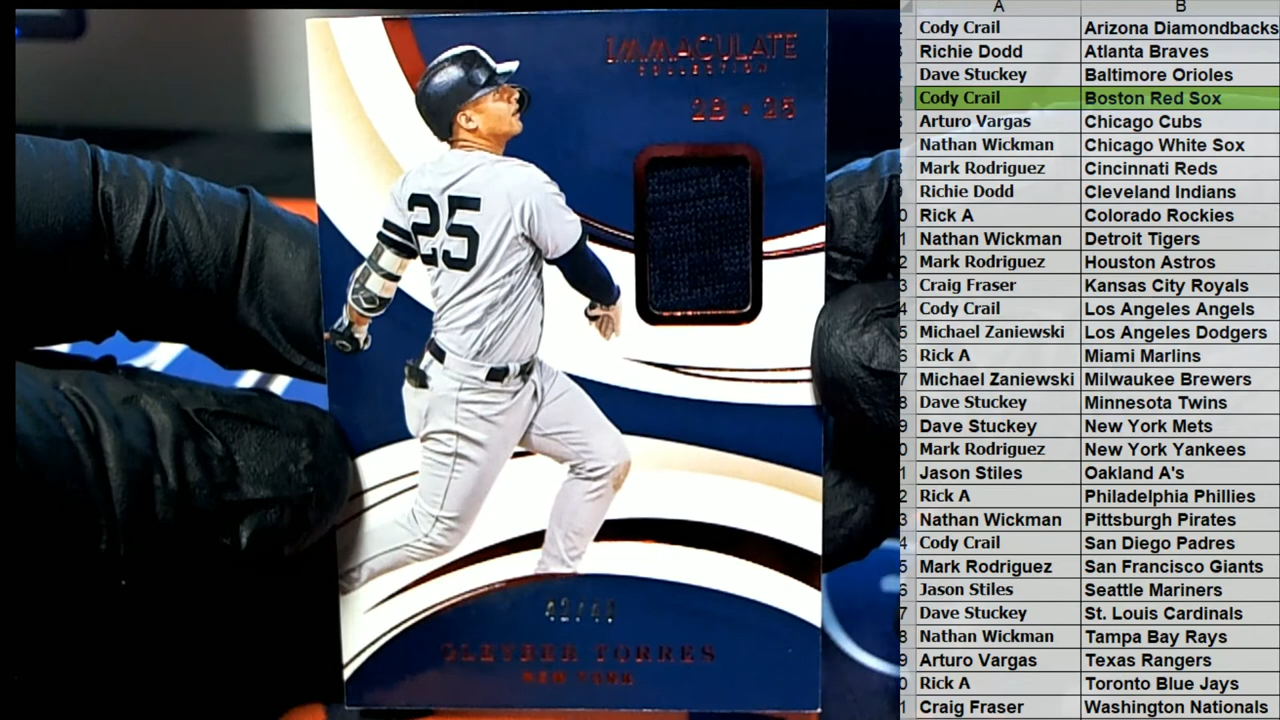 IMMACULATE
COLLECTION
25
GLEYBER TORRES
NEW YORK
A B
Cody Crail Arizona Diamondbacks
Richie Dodd Atlanta Braves
Dave Stuckey Baltimore Orioles
Cody Crail Boston Red Sox
Arturo Vargas Chicago Cubs
Nathan Wickman Chicago White Sox
Mark Rodriguez Cincinnati Reds
Richie Dodd Cleveland Indians
Rick A Colorado Rockies
Nathan Wickman Detroit Tigers
Mark Rodriguez Houston Astros
Craig Fraser Kansas City Royals
Cody Crail Los Angeles Angels
Michael Zaniewski Los Angeles Dodgers
Rick A Miami Marlins
Michael Zaniewski Milwaukee Brewers
Dave Stuckey Minnesota Twins
Dave Stuckey New York Mets
Mark Rodriguez New York Yankees
Jason Stiles Oakland A's
Rick A Philadelphia Phillies
Nathan Wickman Pittsburgh Pirates
Cody Crail San Diego Padres
Mark Rodriguez San Francisco Giants
Jason Stiles Seattle Mariners
Dave Stuckey St. Louis Cardinals
Nathan Wickman Tampa Bay Rays
Arturo Vargas Texas Rangers
Rick A Toronto Blue Jays
Craig Fraser Washington Nationals